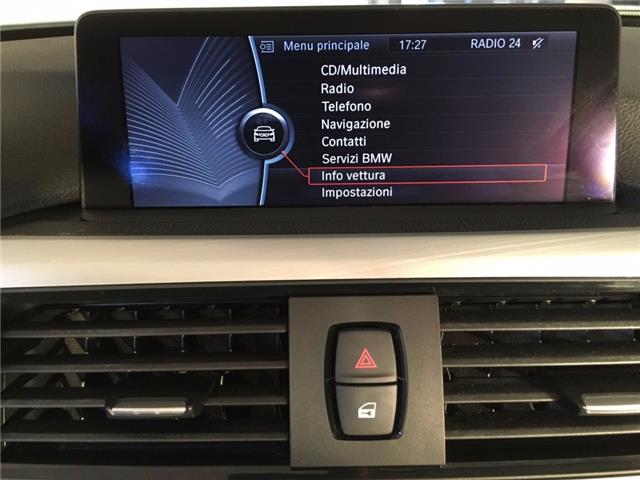 Menu principale 17:27 RADIO 24
CD/Multimedia
Radio
Telefono
Navigazione
Contatti
Servizi BMW
Info vettura
Impostazioni